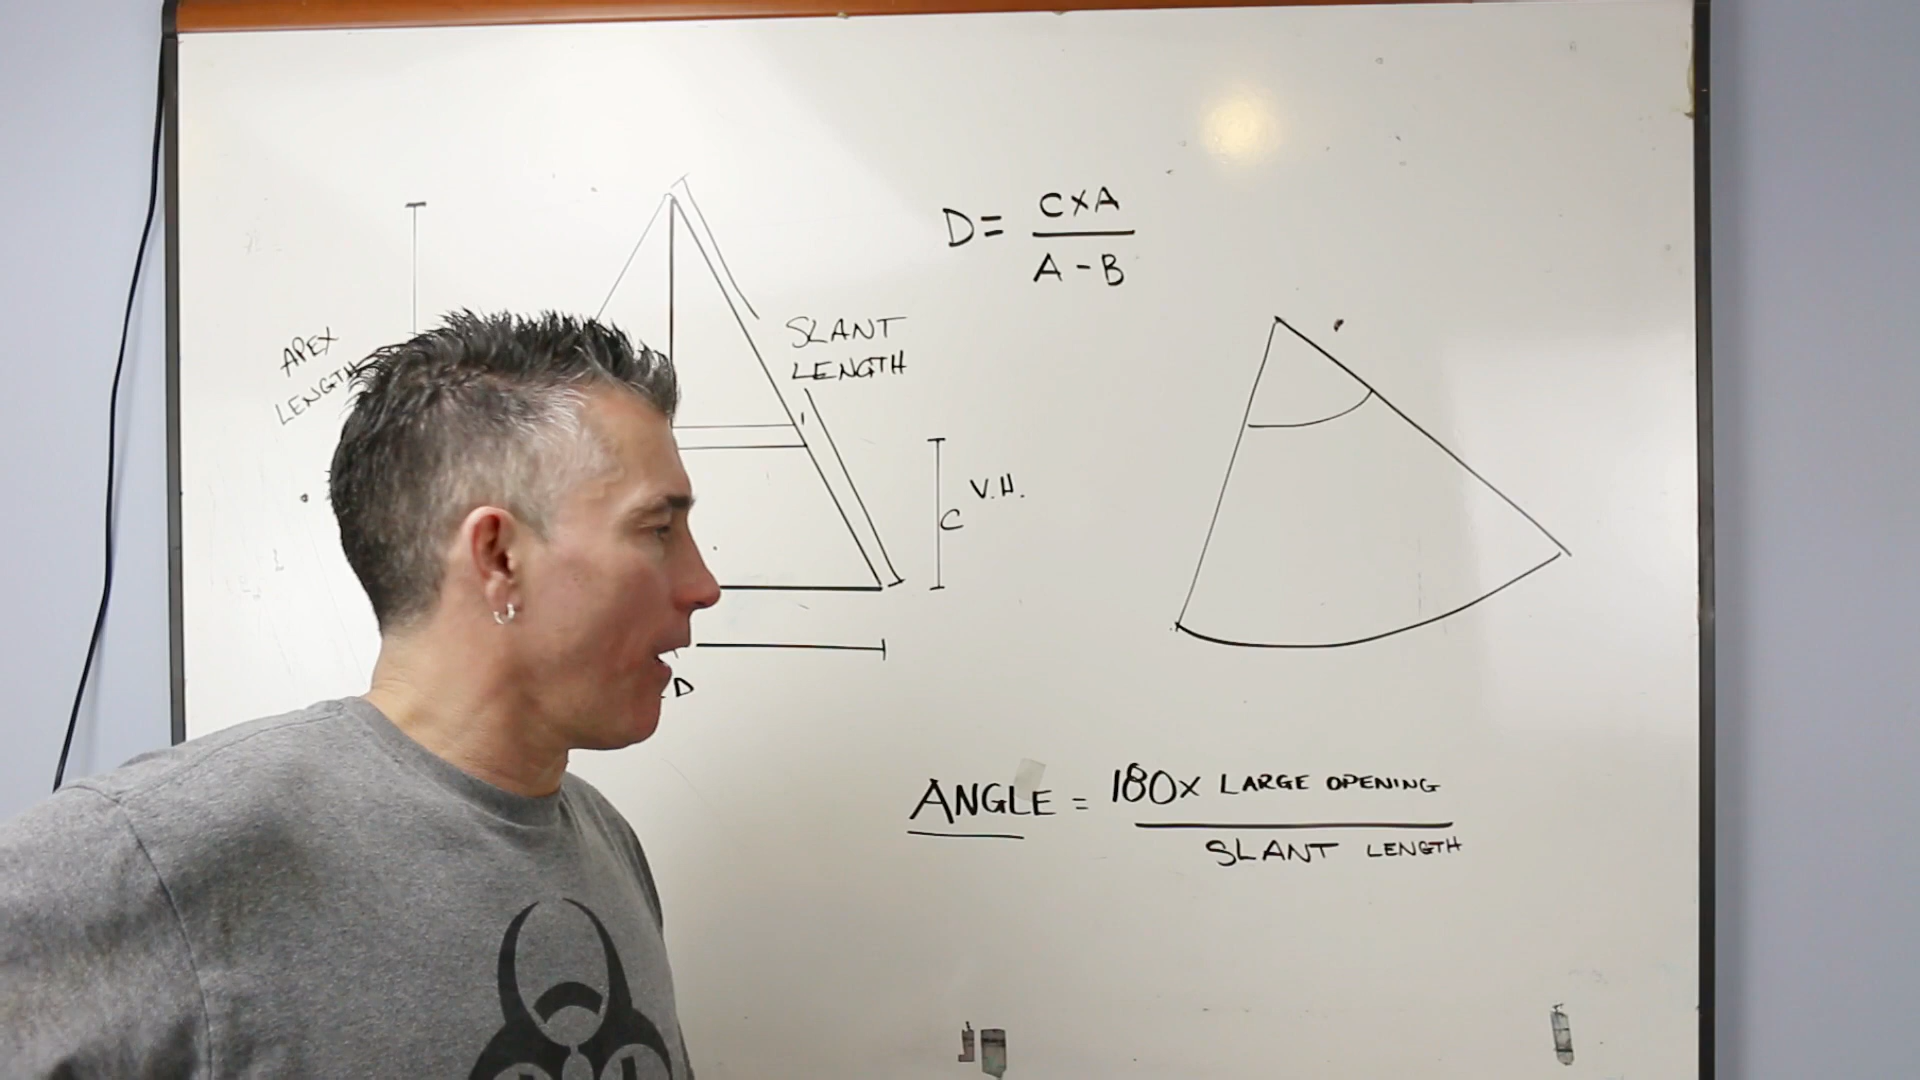 APEX
LENGTH
SLANT
LENGTH
D = C X A
A - B
V.H.
C
D
ANGLE = 180 X LARGE OPENING
SLANT LENGTH